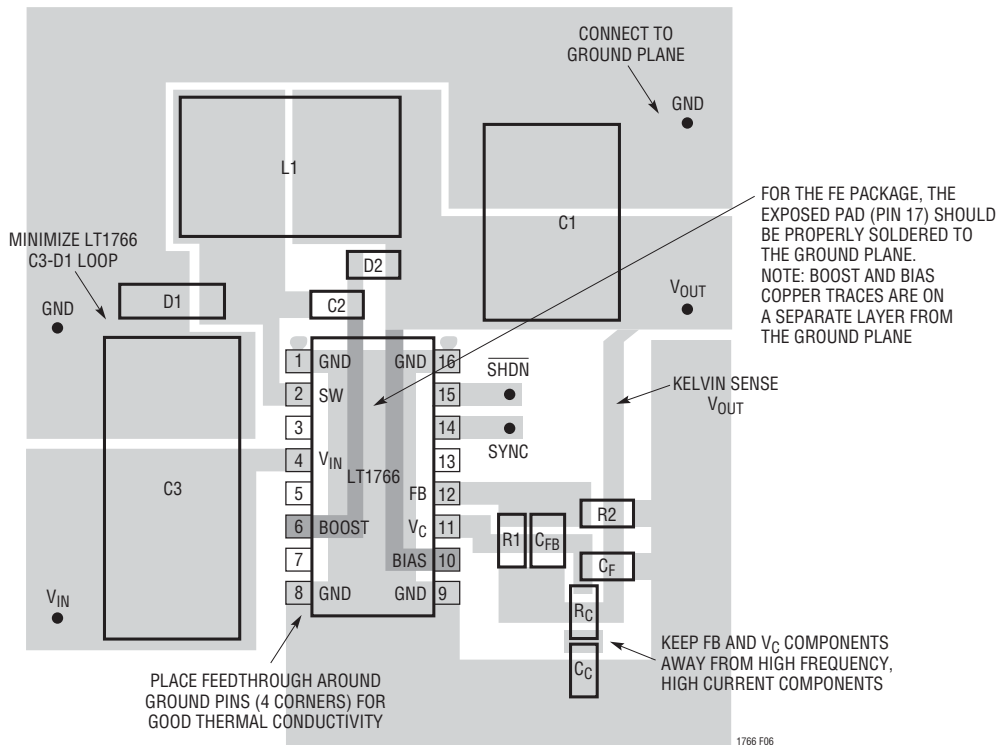 CONNECT TO
GROUND PLANE
GND
L1
C1
FOR THE FE PACKAGE, THE
EXPOSED PAD (PIN 17) SHOULD
BE PROPERLY SOLDERED TO
THE GROUND PLANE.
NOTE: BOOST AND BIAS
COPPER TRACES ARE ON
A SEPARATE LAYER FROM
THE GROUND PLANE
MINIMIZE LT1766
C3-D1 LOOP
D2
D1
C2
GND
VOUT
1 GND
GND 16
2 SW
15
SHDN
3
14
SYNC
4 VIN
13
LT1766
5
FB 12
6 BOOST
VC 11
7
BIAS 10
8 GND
GND 9
C3
KELVIN SENSE
VOUT
R1
CFB
R2
CF
RC
CC
VIN
KEEP FB AND VC COMPONENTS
AWAY FROM HIGH FREQUENCY,
HIGH CURRENT COMPONENTS
PLACE FEEDTHROUGH AROUND
GROUND PINS (4 CORNERS) FOR
GOOD THERMAL CONDUCTIVITY
1766 F06